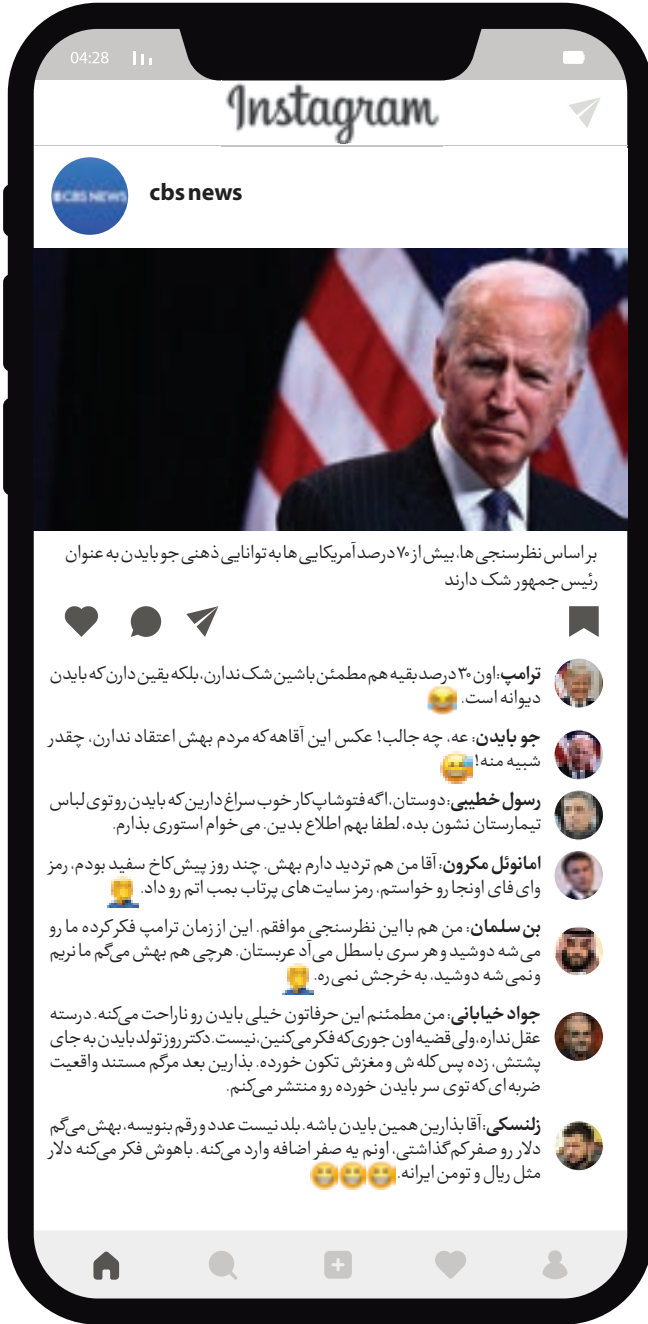 04:28
Instagram
CBS NEWS
cbs news
بر اساس نظرسنجی ها، بیش از ۷۰ درصد آمریکایی ها به توانایی ذهنی جو بایدن به عنوان
رئیس جمهور شک دارند
ترامپ: اون ۳۰ درصد بقیه هم مطمئن باشین شک ندارن، بلکه یقین دارن که بایدن
دیوانه است. 😂
جو بایدن: عه، چه جالب! عکس این آقاهه که مردم بهش اعتقاد ندارن، چقدر
شبیه منه! 😅
رسول خطیبی: دوستان، اگه فتوشاپ کار خوب سراغ دارین که بایدن رو توی لباس
تیمارستان نشون بده، لطفا بهم اطلاع بدین. می خوام استوری بذارم.
امانوئل مکرون: آقا من هم تردید دارم بهش. چند روز پیش کاخ سفید بودم، رمز
وای فای اونجا رو خواستم، رمز سایت های پرتاب بمب اتم رو داد. 🤦
بن سلمان: من هم با این نظرسنجی موافقم. این از زمان ترامپ فکر کرده ما رو
می شه دوشید و هر سری با سطل می آد عربستان. هرچی هم بهش می گم ما نریم
و نمی شه دوشید، به خرجش نمی ره. 🤦
جواد خیابانی: من مطمئنم این حرفاتون خیلی بایدن رو ناراحت می کنه. درسته
عقل نداره، ولی قضیه اون جوری که فکر می کنین، نیست. دکتر روز تولد بایدن به جای
پشتش، زده پس کله ش و مغزش تکون خورده. بذارین بعد مرگم مستند واقعیت
ضربه ای که توی سر بایدن خورده رو منتشر می کنم.
زلنسکی: آقا بذارین همین بایدن باشه. بلد نیست عدد و رقم بنویسه، بهش می گم
دلار رو صفر کم گذاشتی، اونم یه صفر اضافه وارد می کنه. باهوش فکر می کنه دلار
مثل ریال و تومن ایرانه. 😁😁😁